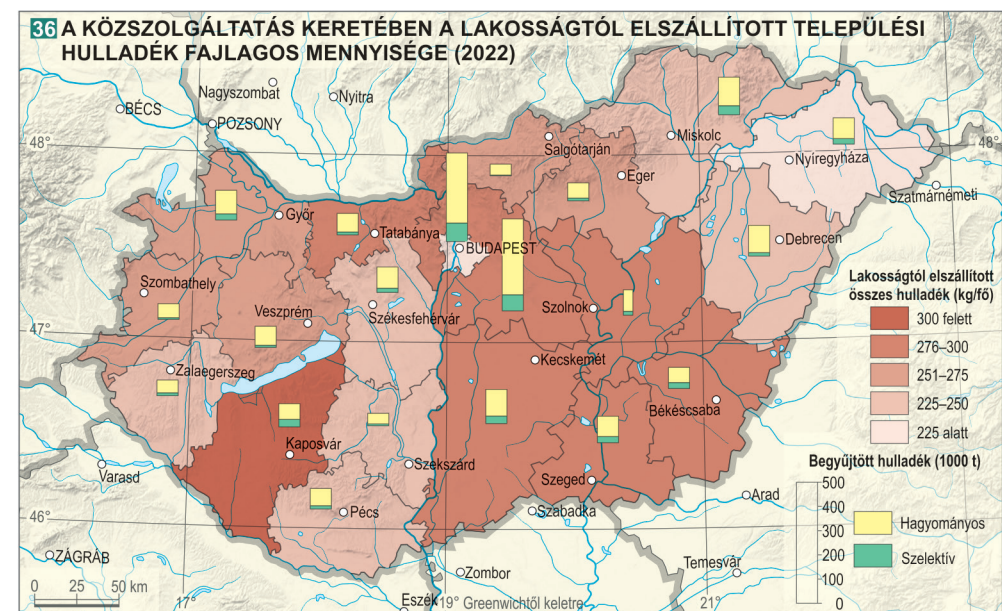 36 A KÖZSZOLGÁLTATÁS KERETÉBEN A LAKOSSÁGTÓL ELSZÁLLÍTOTT TELEPÜLÉSI
HULLADÉK FAJLAGOS MENNYISÉGE (2022)
Nagyszombat
Nyitra
BÉCS
POZSONY
48°
Salgótarján
Miskolc
48°
Nyíregyháza
Eger
Szatmárnémeti
Győr
Tatabánya
BUDAPEST
Debrecen
Szombathely
Veszprém
Székesfehérvár
Szolnok
47°
Kecskemét
Zalaegerszeg
Békéscsaba
Kaposvár
Szekszárd
Varasd
Szeged
Arad
Pécs
Szabadka
46°
ZÁGRÁB
Zombor
Temesvár
Eszék
0 25 50 km
17°
19° Greenwichtől keletre
21°
Lakosságtól elszállított
összes hulladék (kg/fő)
300 felett
276–300
251–275
225–250
225 alatt
Begyűjtött hulladék (1000 t)
500
400
300
200
100
0
Hagyományos
Szelektív